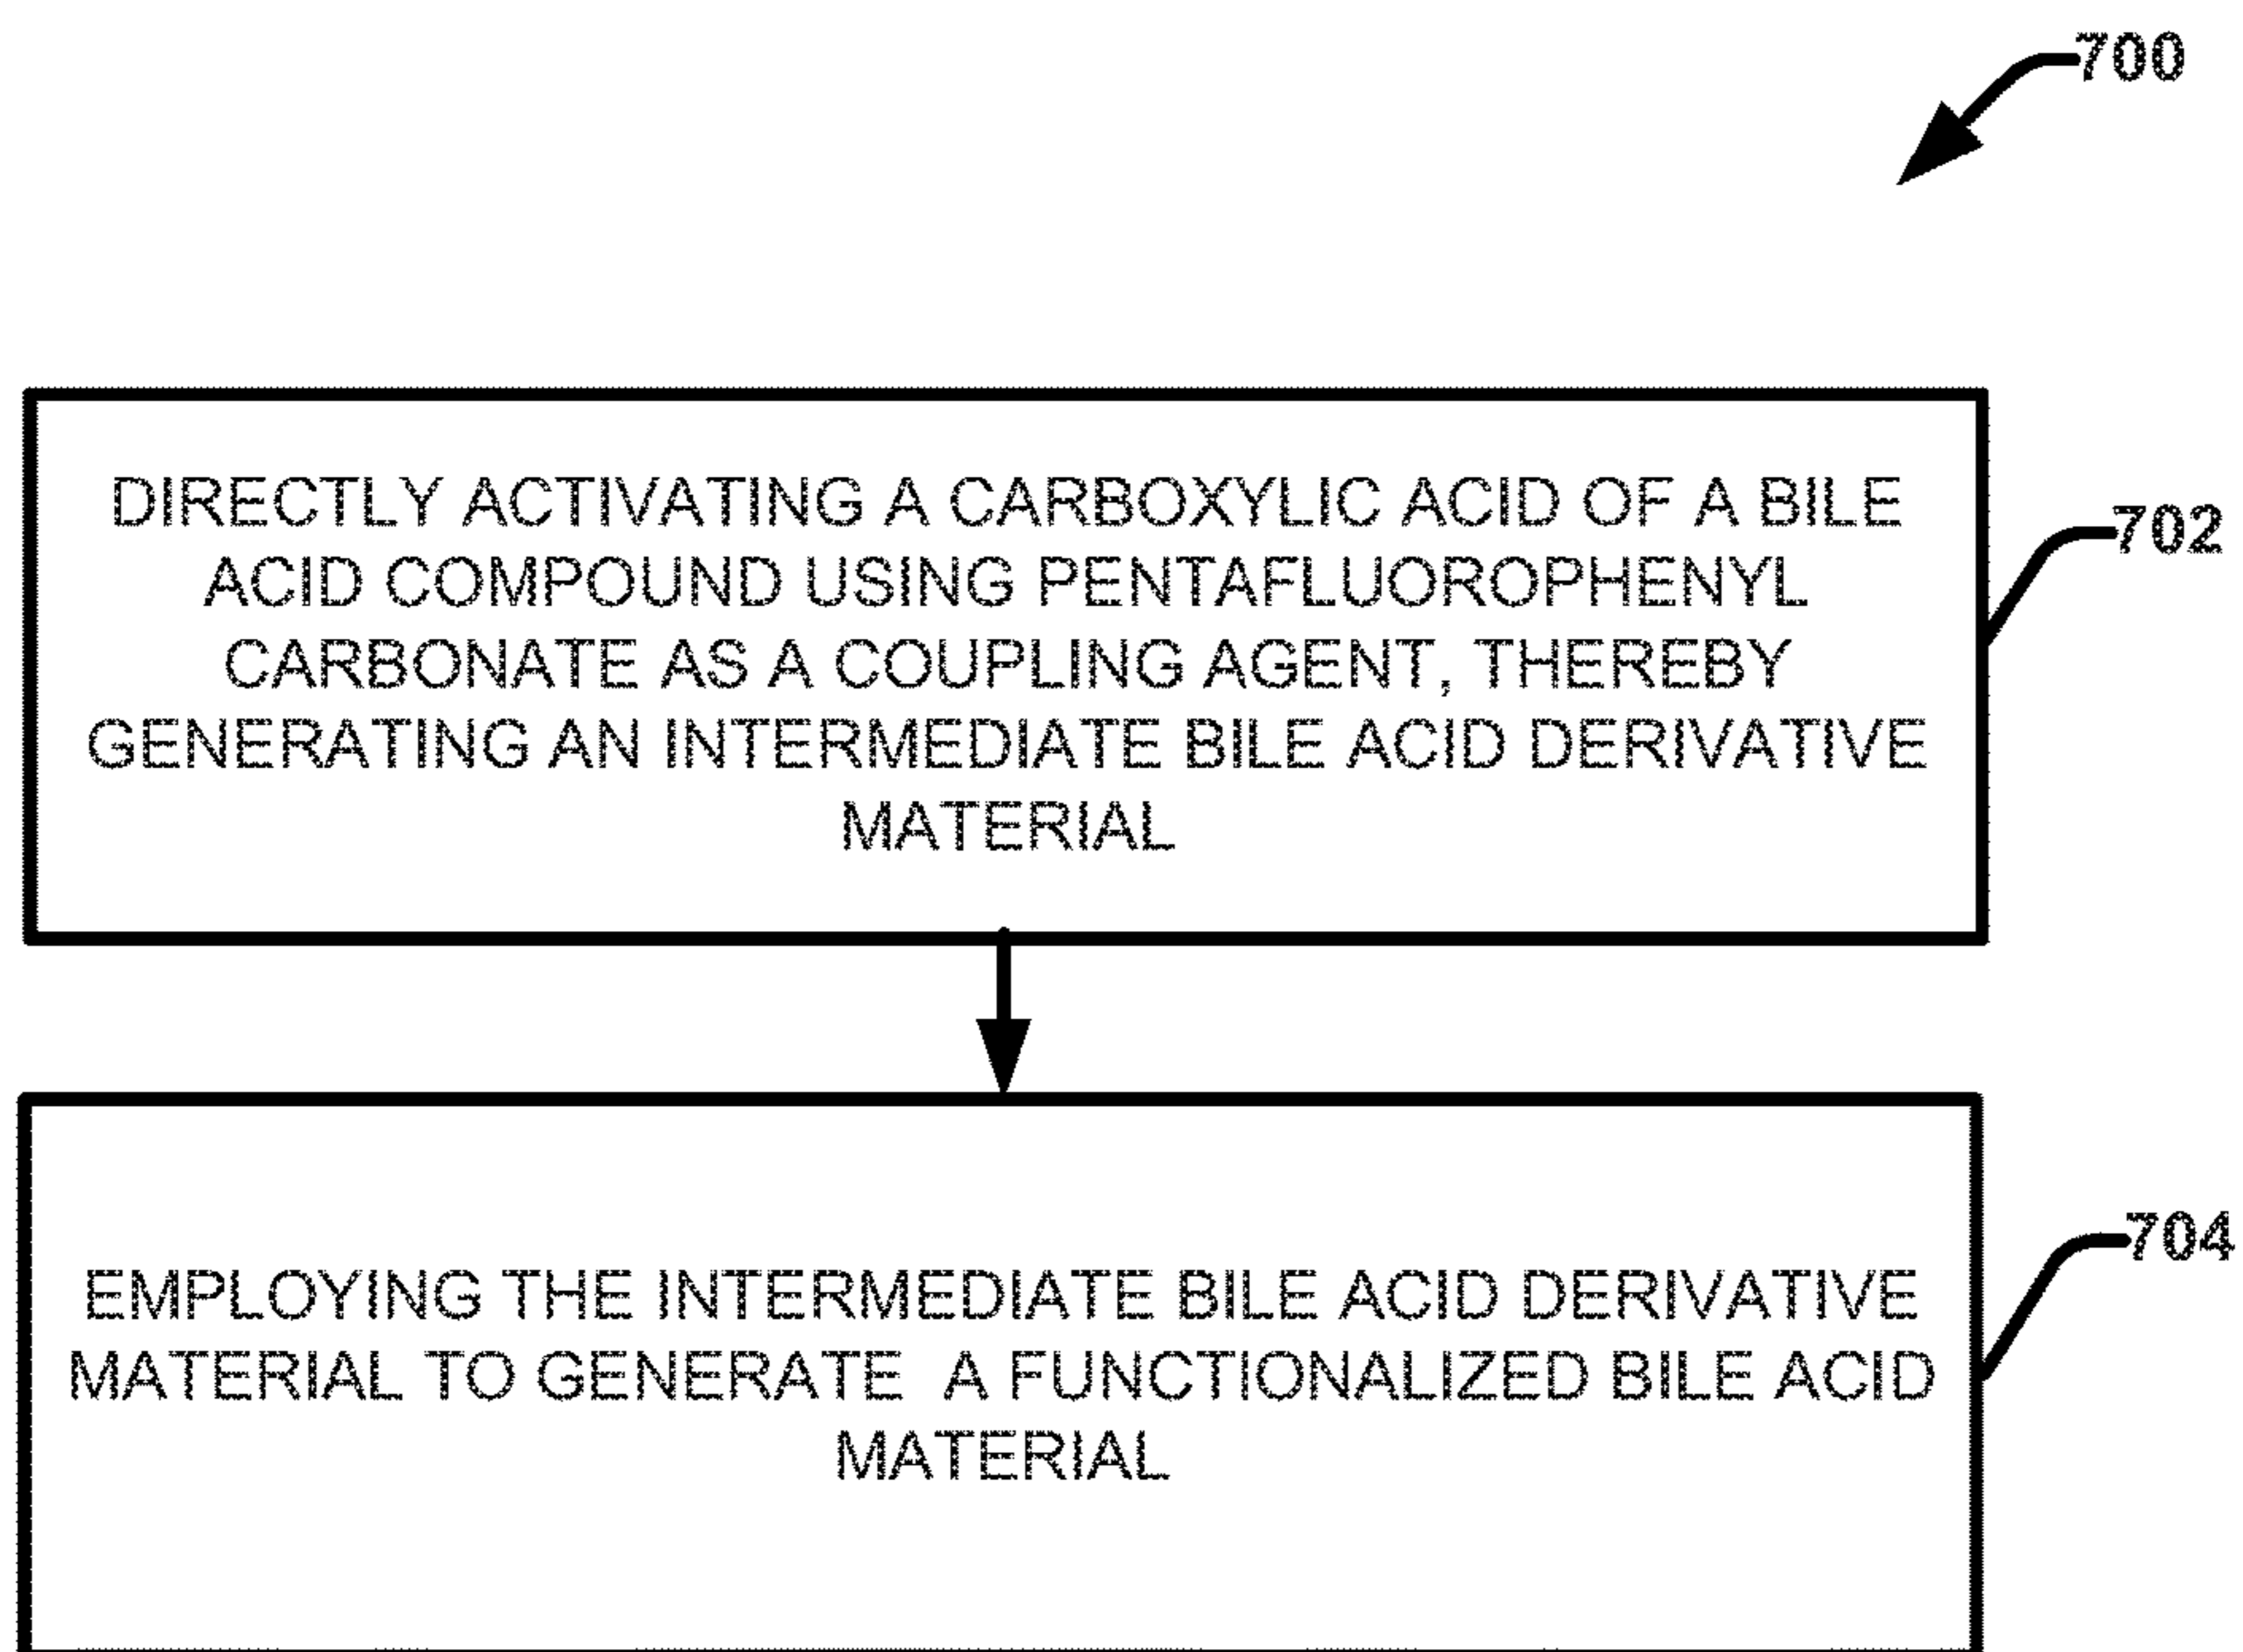 700
DIRECTLY ACTIVATING A CARBOXYLIC ACID OF A BILE
ACID COMPOUND USING PENTAFLUOROPHENYL
CARBONATE AS A COUPLING AGENT, THEREBY
GENERATING AN INTERMEDIATE BILE ACID DERIVATIVE
MATERIAL
702
EMPLOYING THE INTERMEDIATE BILE ACID DERIVATIVE
MATERIAL TO GENERATE A FUNCTIONALIZED BILE ACID
MATERIAL
704